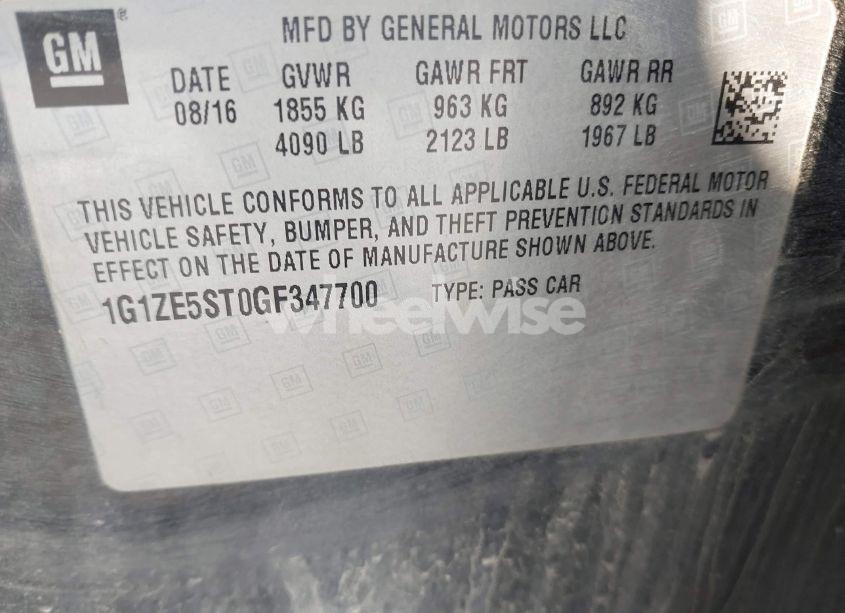 GM
®
MFD BY GENERAL MOTORS LLC
DATE GVWR GAWR FRT GAWR RR
08/16 1855 KG 963 KG 892 KG
4090 LB 2123 LB 1967 LB
THIS VEHICLE CONFORMS TO ALL APPLICABLE U.S. FEDERAL MOTOR
VEHICLE SAFETY, BUMPER, AND THEFT PREVENTION STANDARDS IN
EFFECT ON THE DATE OF MANUFACTURE SHOWN ABOVE.
1G1ZE5ST0GF347700 TYPE: PASS CAR
wheelwise